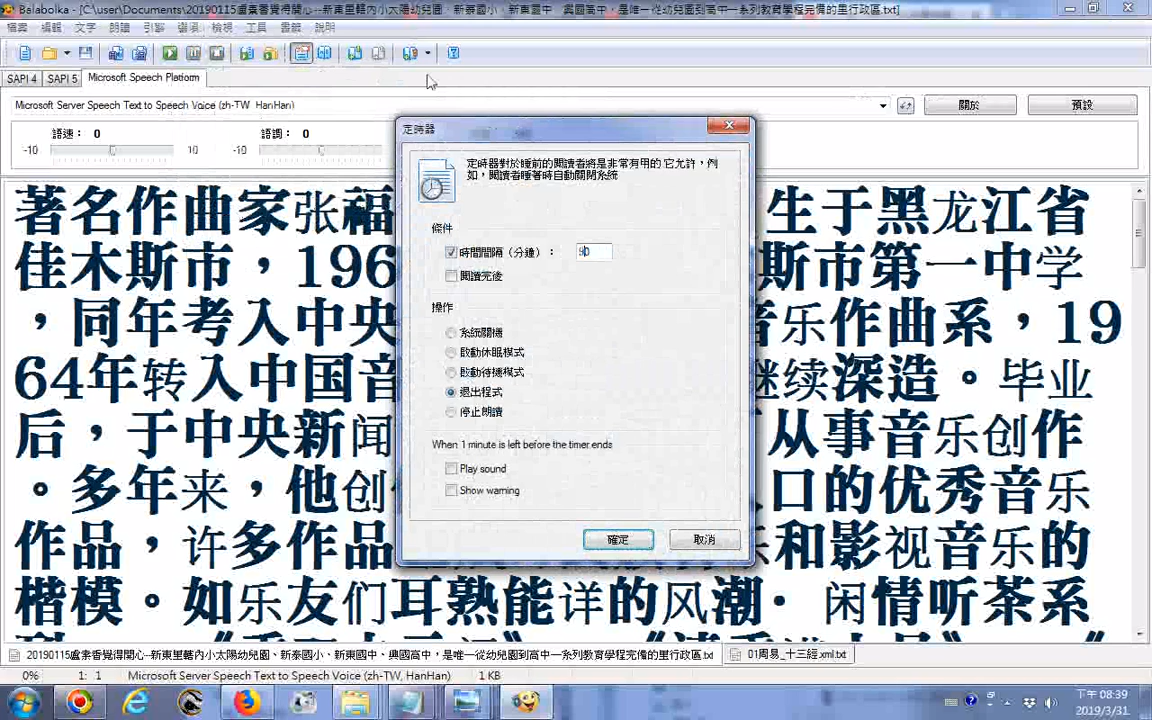 Balabolka - [C:\user\Documents\20190115盧素香覺得開心--新東里轄內小太陽幼兒園、新泰國小、新東國中、興國高中，是唯一從幼兒園到高中一系列教育學程完備的里行政區.txt]
檔案 編輯 文字 朗讀 引擎 選項 檢視 工具 書籤 說明
SAPI 4 SAPI 5 Microsoft Speech Platform
Microsoft Server Speech Text to Speech Voice (zh-TW, HanHan) 關於 預設
語速： 0 語調： 0
-10 10 -10
定時器
定時器對於睡前的閱讀者將是非常有用的 它允許，例
如，閱讀者睡著時自動關閉系統
條件
時間間隔（分鐘）： 90
閱讀完後
操作
系統關機
啟動休眠模式
啟動待機模式
退出程式
停止朗讀
When 1 minute is left before the timer ends
Play sound
Show warning
確定 取消
著名作曲家张福 生于黑龙江省
佳木斯市，196 斯市第一中学
，同年考入中央 音乐作曲系，19
64年转入中国音 继续深造。毕业
后，于中央新闻 从事音乐创作
。多年来，他创 口的优秀音乐
作品，许多作品 乐和影视音乐的
楷模。如乐友们耳熟能详的风潮·闲情听茶系
20190115盧素香覺得開心--新東里轄內小太陽幼兒園、新泰國小、新東國中、興國高中，是唯一從幼兒園到高中一系列教育學程完備的里行政區.txt 01周易_十三經.xml.txt
0% 1: 1 Microsoft Server Speech Text to Speech Voice (zh-TW, HanHan) 1 KB
下午 08:39
2019/3/31